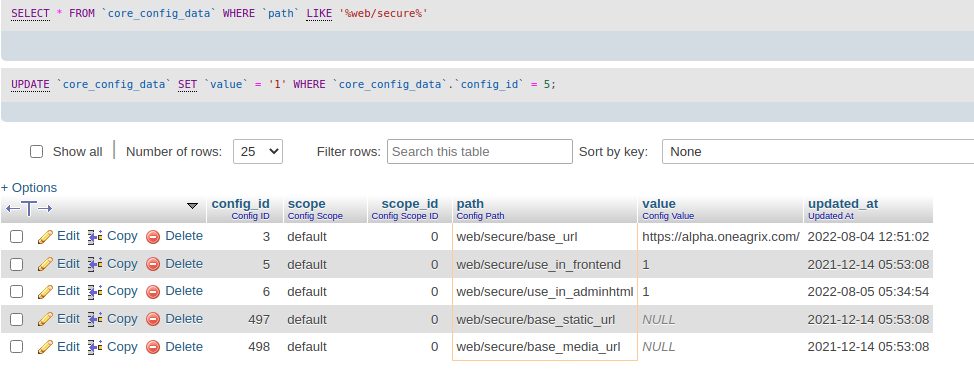 SELECT * FROM `core_config_data` WHERE `path` LIKE '%web/secure%'
UPDATE `core_config_data` SET `value` = '1' WHERE `core_config_data`.`config_id` = 5;
Show all Number of rows: 25 Filter rows: Search this table Sort by key: None
+ Options
config_id scope scope_id path value updated_at
Config ID Config Scope Config Scope ID Config Path Config Value Updated At
Edit Copy Delete 3 default 0 web/secure/base_url https://alpha.oneagrix.com/ 2022-08-04 12:51:02
Edit Copy Delete 5 default 0 web/secure/use_in_frontend 1 2021-12-14 05:53:08
Edit Copy Delete 6 default 0 web/secure/use_in_adminhtml 1 2022-08-05 05:34:54
Edit Copy Delete 497 default 0 web/secure/base_static_url NULL 2021-12-14 05:53:08
Edit Copy Delete 498 default 0 web/secure/base_media_url NULL 2021-12-14 05:53:08